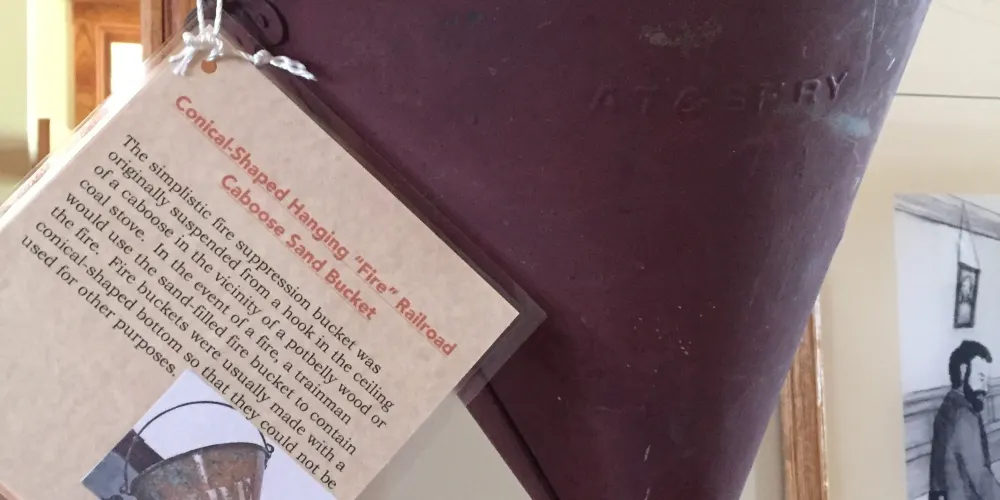 AT&SFRY
Conical-Shaped Hanging "Fire" Railroad
Caboose Sand Bucket
The simplistic fire suppression bucket was
originally suspended from a hook in the ceiling
of a caboose in the vicinity of a potbelly wood or
coal stove. In the event of a fire, a trainman
would use the sand-filled fire bucket to contain
the fire. Fire buckets were usually made with a
conical-shaped bottom so that they could not be
used for other purposes.